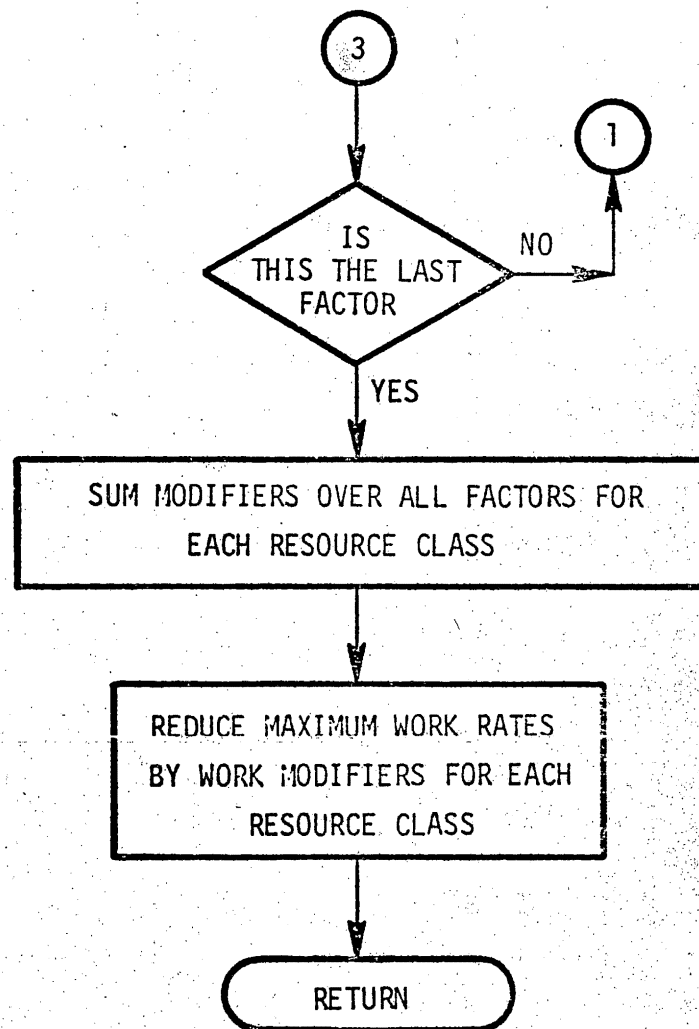 3
1
IS
THIS THE LAST
FACTOR
NO
YES
SUM MODIFIERS OVER ALL FACTORS FOR
EACH RESOURCE CLASS
REDUCE MAXIMUM WORK RATES
BY WORK MODIFIERS FOR EACH
RESOURCE CLASS
RETURN